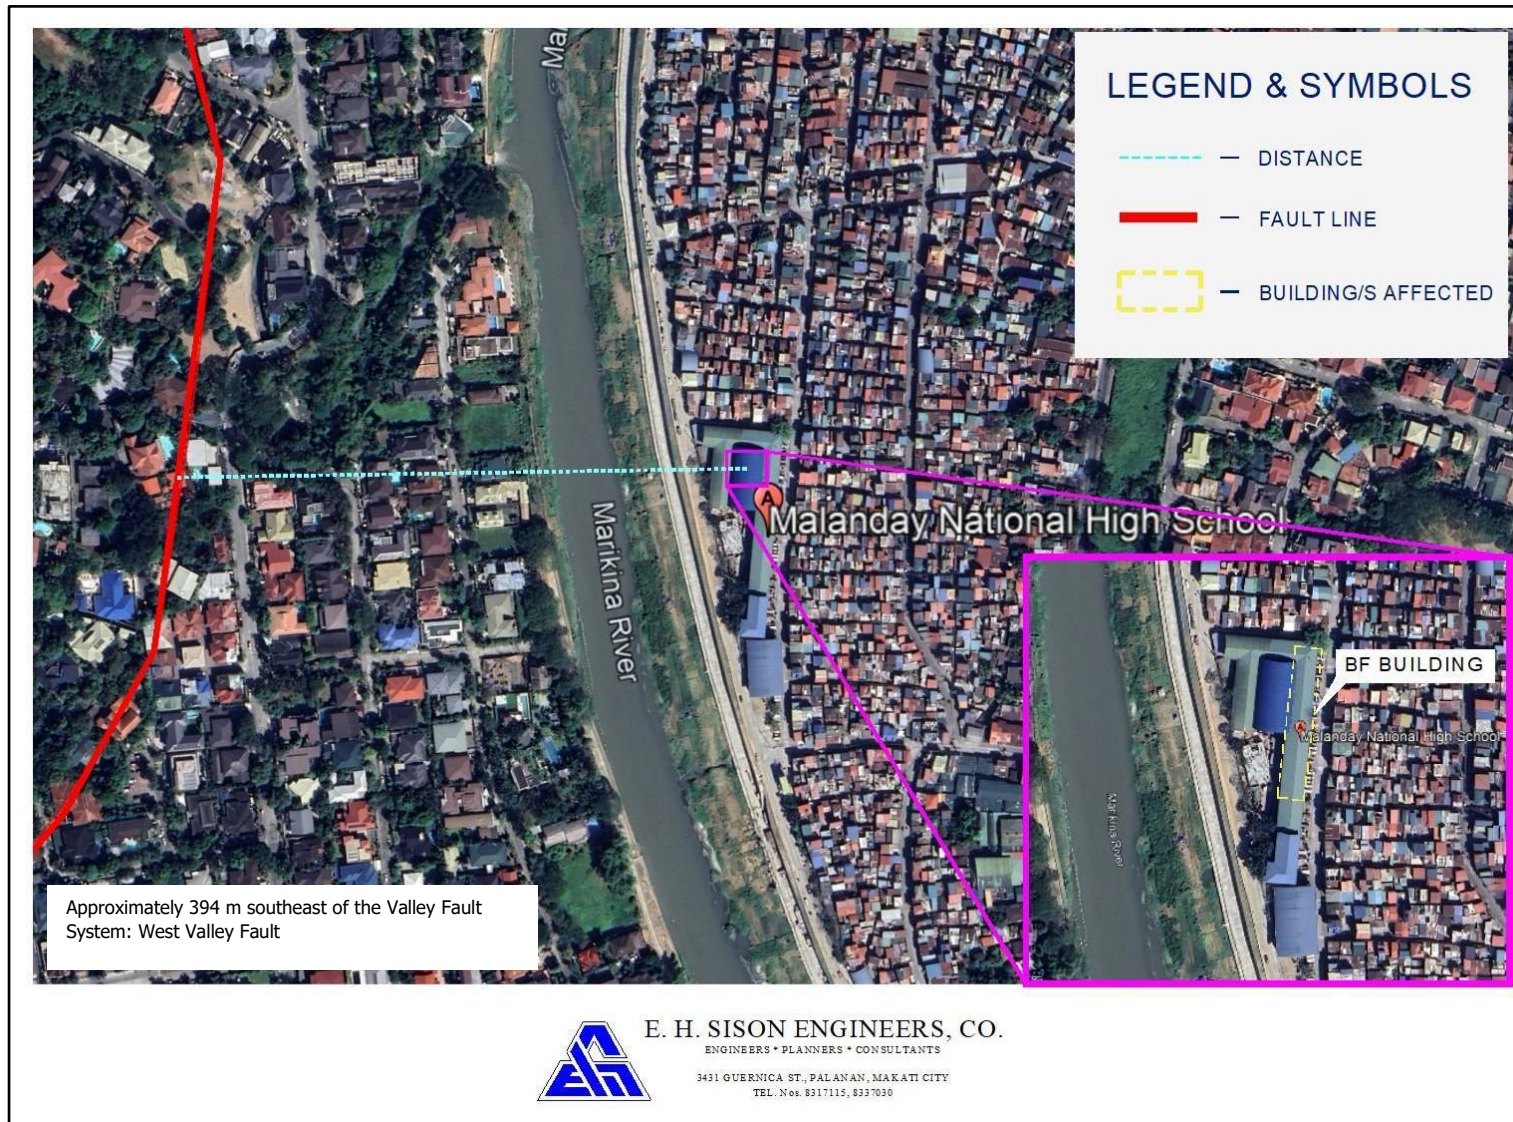 Ma
LEGEND & SYMBOLS
— DISTANCE
— FAULT LINE
— BUILDING/S AFFECTED
A
Malanday National High School
Marikina River
BF BUILDING
A
Malanday National High School
Marikina River
Approximately 394 m southeast of the Valley Fault
System: West Valley Fault
E. H. SISON ENGINEERS, CO.
ENGINEERS * PLANNERS * CONSULTANTS
3431 GUERNICA ST., PALANAN, MAKATI CITY
TEL. Nos. 8317115, 8337030